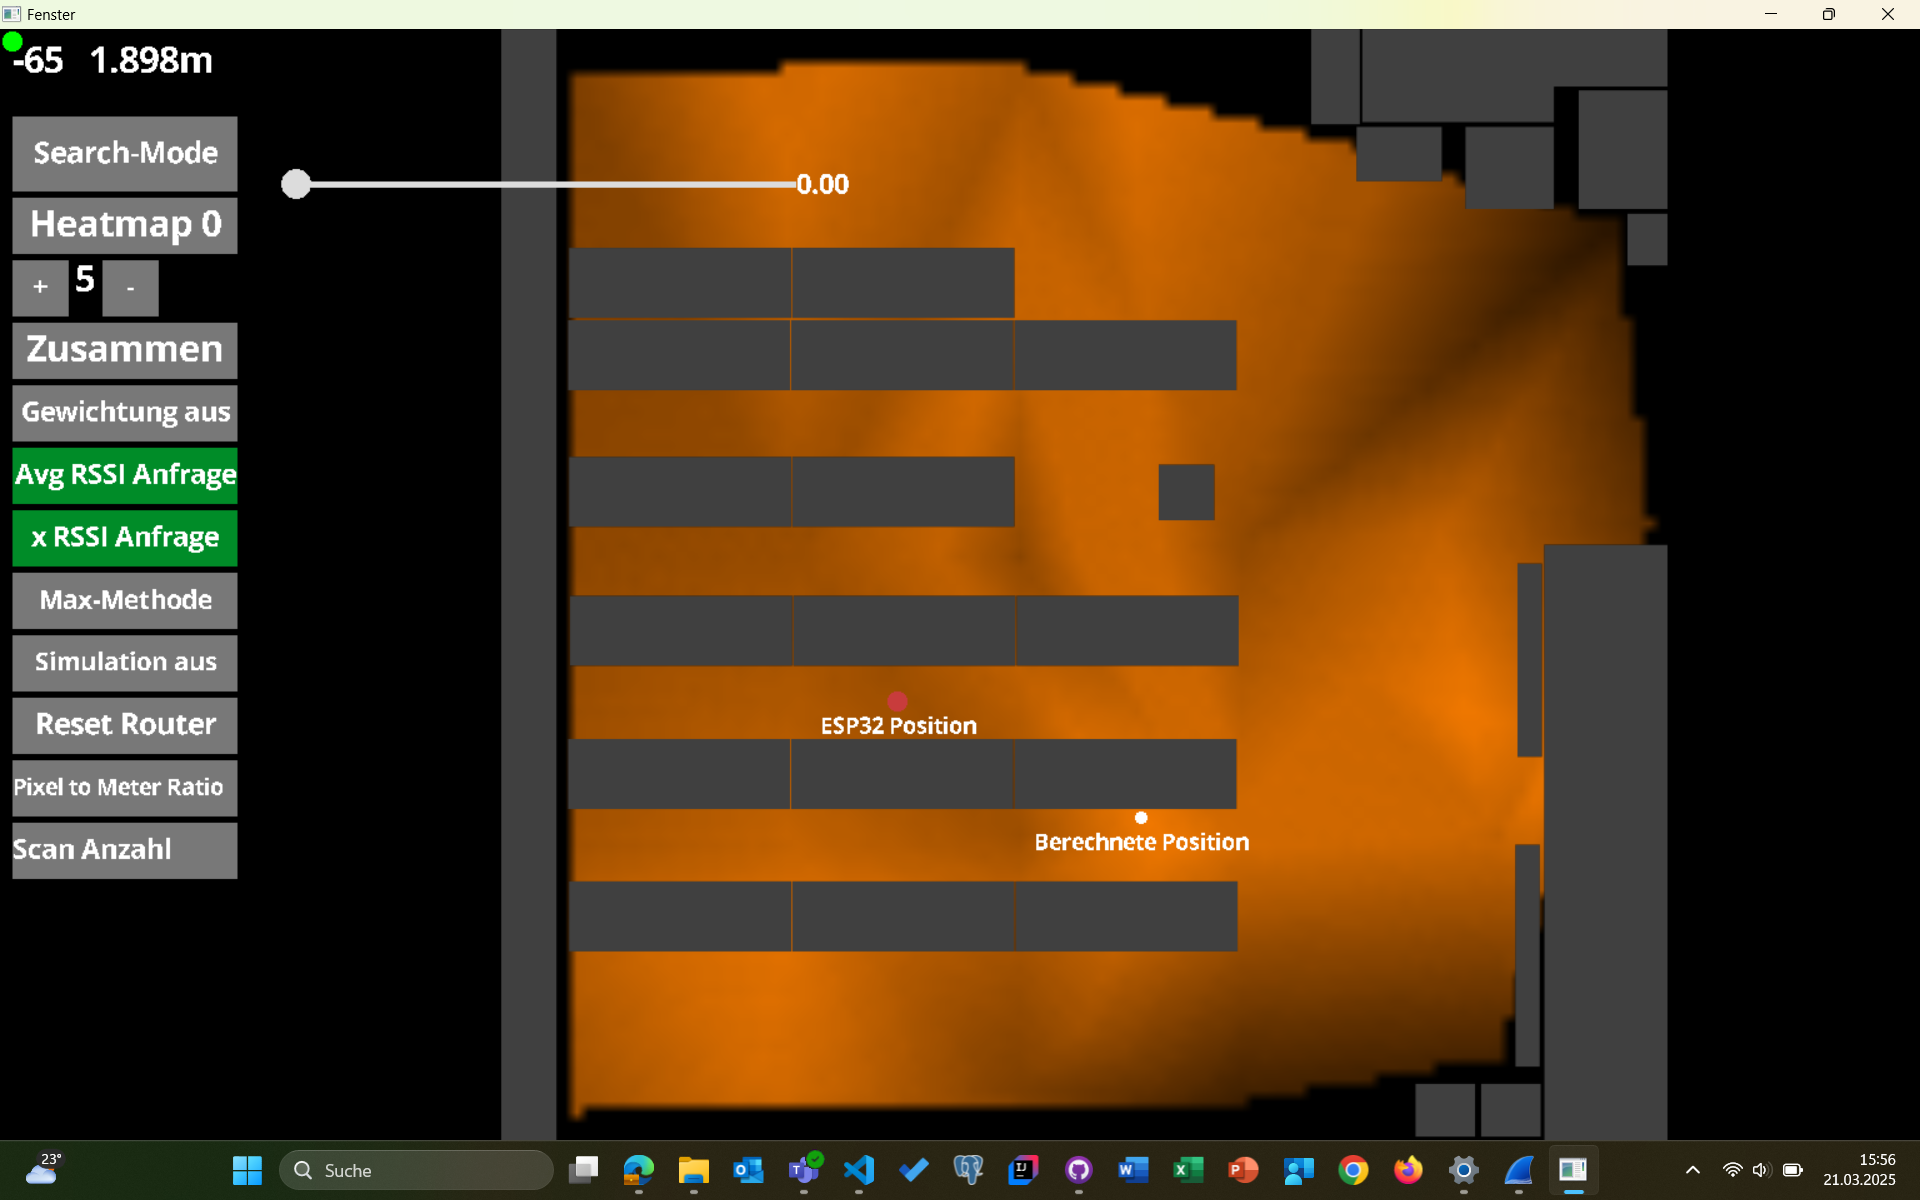 Fenster
-65 1.898m
Search-Mode
0.00
Heatmap 0
+ 5 -
Zusammen
Gewichtung aus
Avg RSSI Anfrage
x RSSI Anfrage
Max-Methode
Simulation aus
Reset Router
ESP32 Position
Pixel to Meter Ratio
Scan Anzahl
Berechnete Position
23°
Suche
15:56
21.03.2025